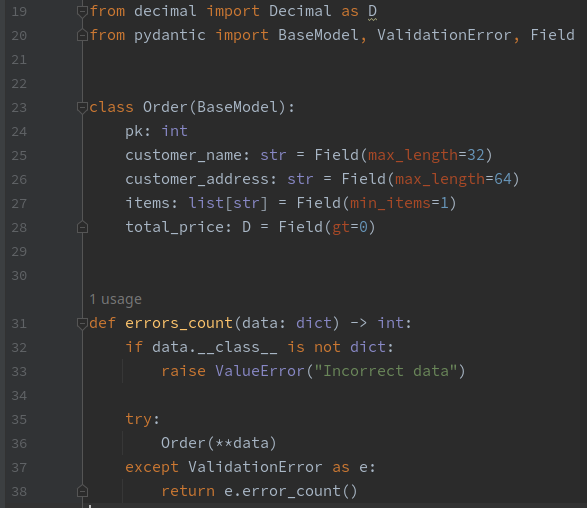 19 from decimal import Decimal as D
20 from pydantic import BaseModel, ValidationError, Field
21
22
23 class Order(BaseModel):
24     pk: int
25     customer_name: str = Field(max_length=32)
26     customer_address: str = Field(max_length=64)
27     items: list[str] = Field(min_items=1)
28     total_price: D = Field(gt=0)
29
30
1 usage
31 def errors_count(data: dict) -> int:
32     if data.__class__ is not dict:
33         raise ValueError("Incorrect data")
34
35     try:
36         Order(**data)
37     except ValidationError as e:
38         return e.error_count()